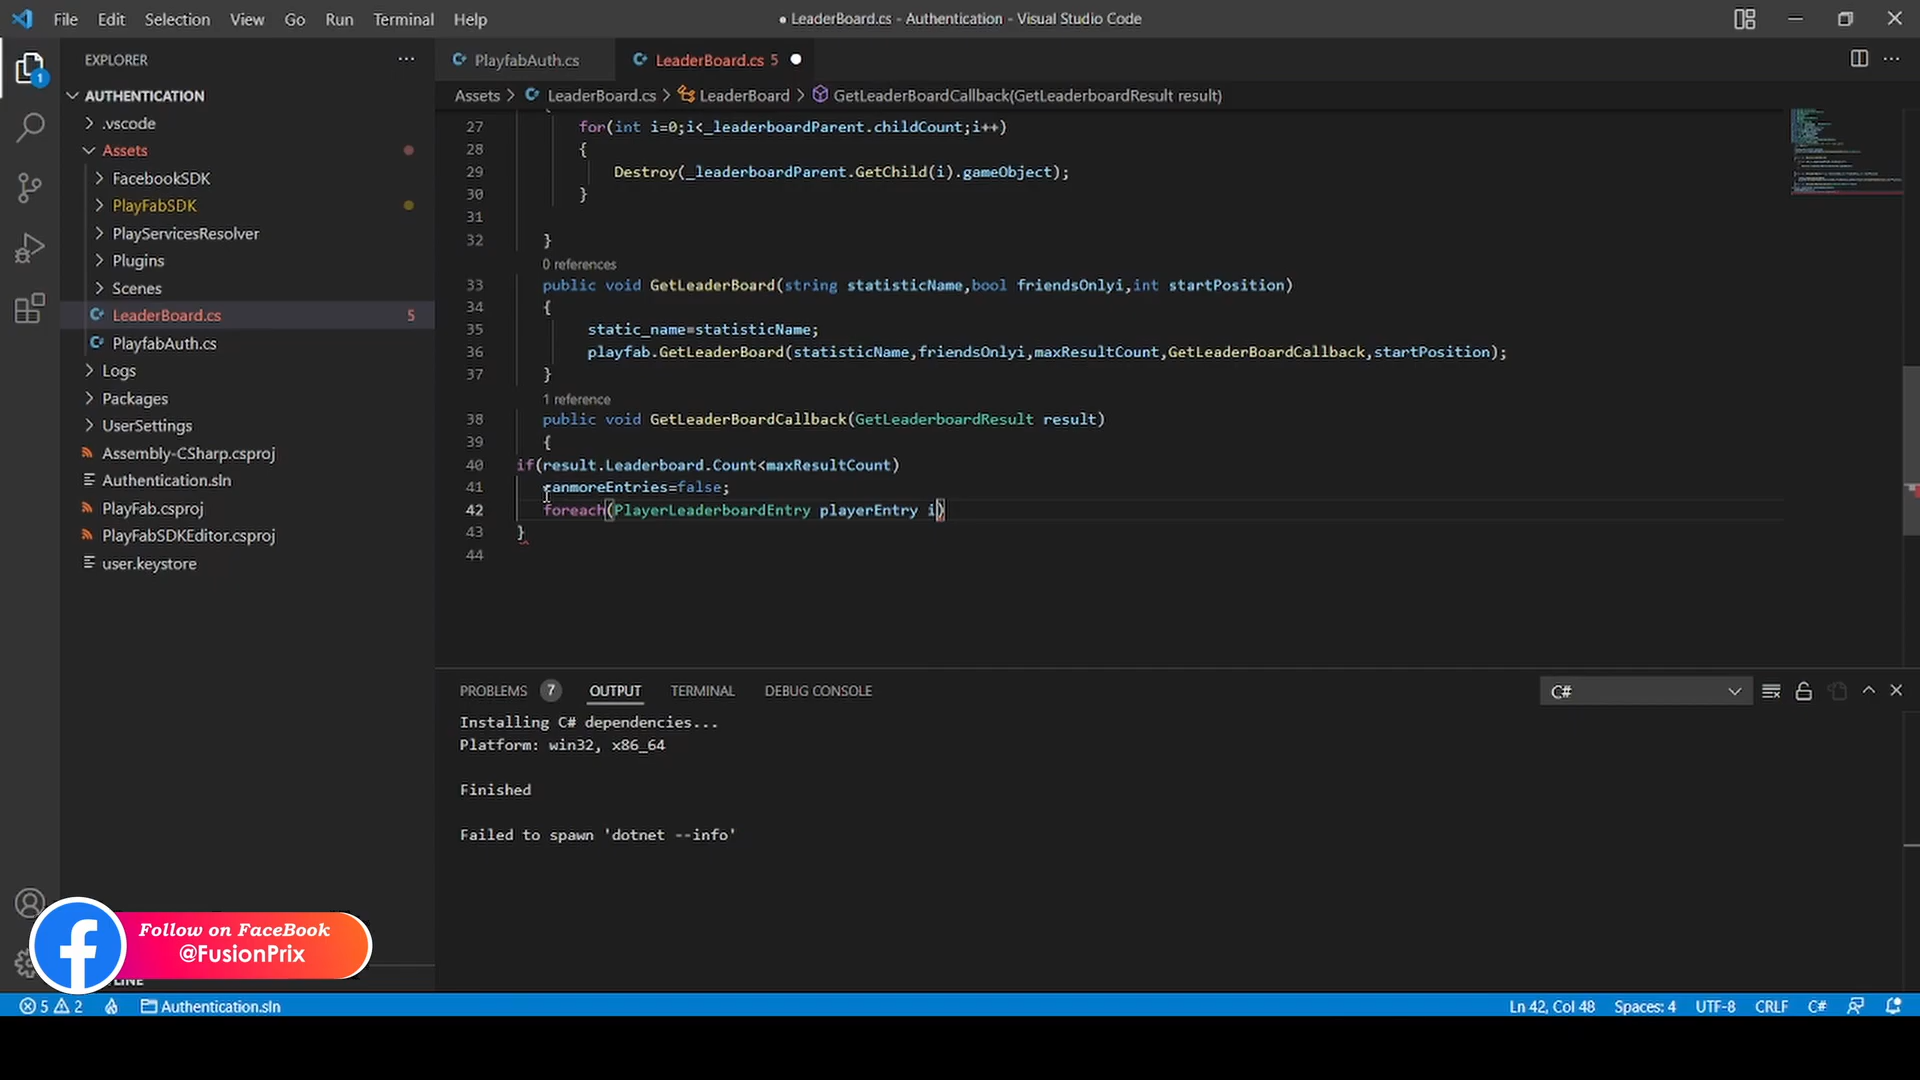 File Edit Selection View Go Run Terminal Help
● LeaderBoard.cs - Authentication - Visual Studio Code
EXPLORER
PlayfabAuth.cs
LeaderBoard.cs 5
AUTHENTICATION
Assets > LeaderBoard.cs > LeaderBoard > GetLeaderBoardCallback(GetLeaderboardResult result)
.vscode
Assets
FacebookSDK
PlayFabSDK
PlayServicesResolver
Plugins
Scenes
LeaderBoard.cs 5
PlayfabAuth.cs
Logs
Packages
UserSettings
Assembly-CSharp.csproj
Authentication.sln
PlayFab.csproj
PlayFabSDKEditor.csproj
user.keystore
1
27 for(int i=0;i<_leaderboardParent.childCount;i++)
28 {
29 Destroy(_leaderboardParent.GetChild(i).gameObject);
30 }
31
32 }
0 references
33 public void GetLeaderBoard(string statisticName,bool friendsOnlyi,int startPosition)
34 {
35 static_name=statisticName;
36 playfab.GetLeaderBoard(statisticName,friendsOnlyi,maxResultCount,GetLeaderBoardCallback,startPosition);
37 }
1 reference
38 public void GetLeaderBoardCallback(GetLeaderboardResult result)
39 {
40 if(result.Leaderboard.Count<maxResultCount)
41 canmoreEntries=false;
42 foreach(PlayerLeaderboardEntry playerEntry i)
43 }
44
PROBLEMS 7 OUTPUT TERMINAL DEBUG CONSOLE
C#
Installing C# dependencies...
Platform: win32, x86_64
Finished
Failed to spawn 'dotnet --info'
Follow on FaceBook
@FusionPrix
5 2 Authentication.sln
Ln 42, Col 48 Spaces: 4 UTF-8 CRLF C#